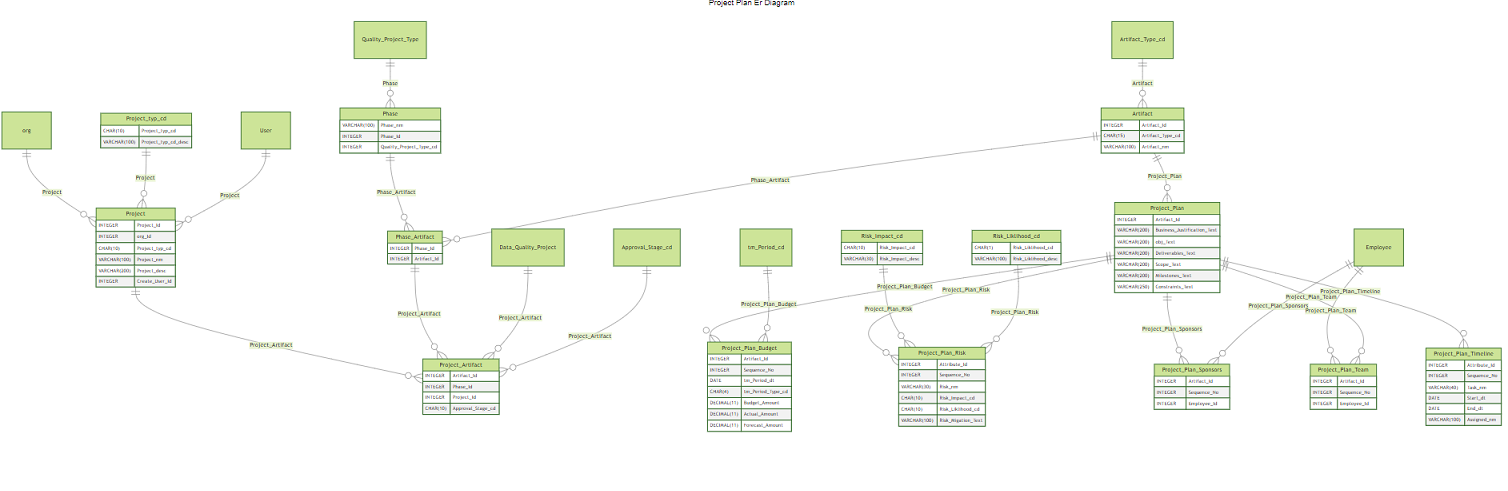 Project Plan Er Diagram
Quality_Project_Type
Artifact_Type_cd
Phase
Artifact
org
Project_typ_cd
CHAR(10) Project_typ_cd
VARCHAR(100) Project_typ_cd_desc
User
Phase
VARCHAR(100) Phase_nm
INTEGER Phase_Id
INTEGER Quality_Project_Type_cd
Artifact
INTEGER Artifact_Id
CHAR(15) Artifact_Type_cd
VARCHAR(100) Artifact_nm
Project
Project
Project
Phase_Artifact
Phase_Artifact
Project_Plan
Project
INTEGER Project_Id
INTEGER org_Id
CHAR(10) Project_typ_cd
VARCHAR(100) Project_nm
VARCHAR(200) Project_desc
INTEGER Create_User_Id
Phase_Artifact
INTEGER Phase_Id
INTEGER Artifact_Id
Data_Quality_Project
Approval_Stage_cd
tm_Period_cd
Risk_Impact_cd
CHAR(10) Risk_Impact_cd
VARCHAR(30) Risk_Impact_desc
Risk_Liklihood_cd
CHAR(1) Risk_Liklihood_cd
VARCHAR(100) Risk_Liklihood_desc
Project_Plan
INTEGER Artifact_Id
VARCHAR(200) Business_Justification_Text
VARCHAR(200) obj_Text
VARCHAR(200) Deliverables_Text
VARCHAR(200) Scope_Text
VARCHAR(200) Milestones_Text
VARCHAR(250) Constraints_Text
Employee
Project_Artifact
Project_Artifact
Project_Artifact
Project_Artifact
Project_Plan_Budget
Project_Plan_Budget
Project_Plan_Risk
Project_Plan_Risk
Project_Plan_Risk
Project_Plan_Sponsors
Project_Plan_Sponsors
Project_Plan_Team
Project_Plan_Team
Project_Plan_Timeline
Project_Artifact
INTEGER Artifact_Id
INTEGER Phase_Id
INTEGER Project_Id
CHAR(10) Approval_Stage_cd
Project_Plan_Budget
INTEGER Artifact_Id
INTEGER Sequence_No
DATE tm_Period_dt
CHAR(4) tm_Period_Type_cd
DECIMAL(11) Budget_Amount
DECIMAL(11) Actual_Amount
DECIMAL(11) Forecast_Amount
Project_Plan_Risk
INTEGER Attribute_Id
INTEGER Sequence_No
VARCHAR(30) Risk_nm
CHAR(10) Risk_Impact_cd
CHAR(10) Risk_Liklihood_cd
VARCHAR(100) Risk_Migation_Text
Project_Plan_Sponsors
INTEGER Artifact_Id
INTEGER Sequence_No
INTEGER Employee_Id
Project_Plan_Team
INTEGER Artifact_Id
INTEGER Sequence_No
INTEGER Employee_Id
Project_Plan_Timeline
INTEGER Attribute_Id
INTEGER Sequence_No
VARCHAR(40) Task_nm
DATE Start_dt
DATE End_dt
VARCHAR(100) Assigned_nm